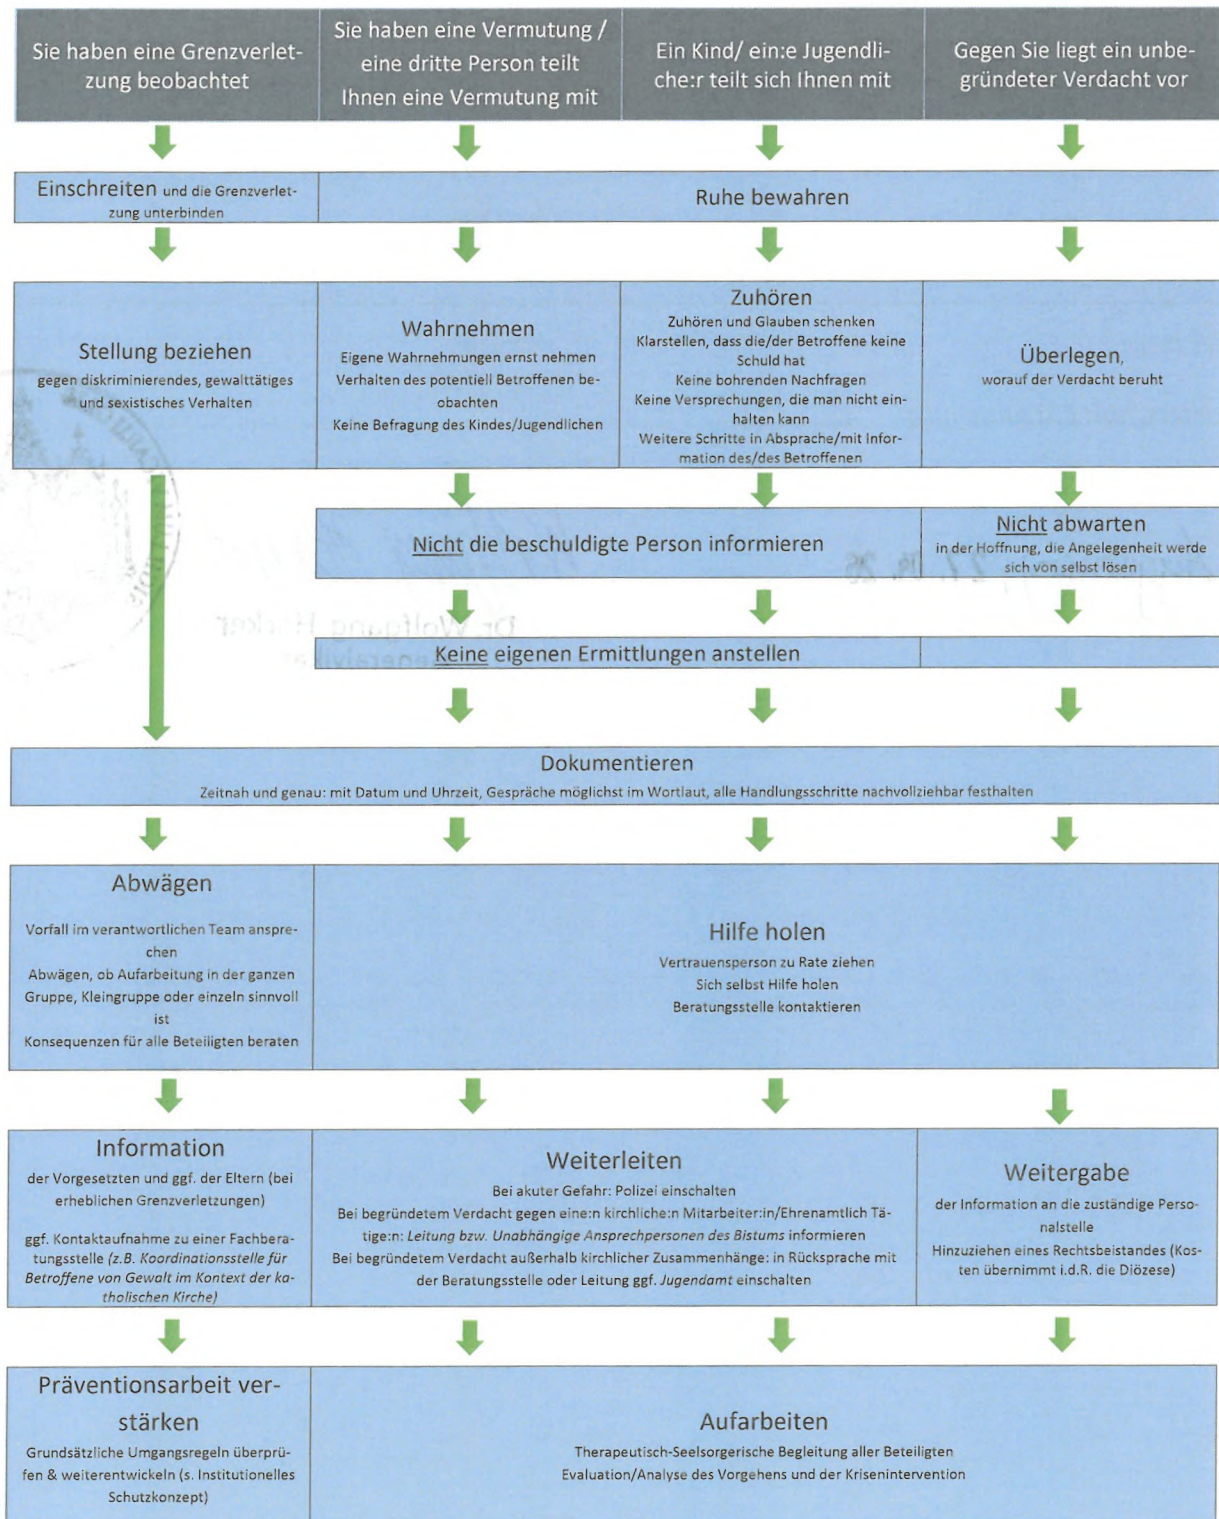 Sie haben eine Grenzverlet-
zung beobachtet
Sie haben eine Vermutung /
eine dritte Person teilt
Ihnen eine Vermutung mit
Ein Kind/ ein:e Jugendli-
che:r teilt sich Ihnen mit
Gegen Sie liegt ein unbe-
gründeter Verdacht vor
Einschreiten und die Grenzverlet-
zung unterbinden
Ruhe bewahren
Stellung beziehen
gegen diskriminierendes, gewalttätiges
und sexistisches Verhalten
Wahrnehmen
Eigene Wahrnehmungen ernst nehmen
Verhalten des potentiell Betroffenen be-
obachten
Keine Befragung des Kindes/Jugendlichen
Zuhören
Zuhören und Glauben schenken
Klarstellen, dass die/der Betroffene keine
Schuld hat
Keine bohrenden Nachfragen
Keine Versprechungen, die man nicht ein-
halten kann
Weitere Schritte in Absprache/mit Infor-
mation des/des Betroffenen
Überlegen,
worauf der Verdacht beruht
Nicht die beschuldigte Person informieren
Nicht abwarten
in der Hoffnung, die Angelegenheit werde
sich von selbst lösen
Dr. Wolfgang
Keine eigenen Ermittlungen anstellen
Dokumentieren
Zeitnah und genau: mit Datum und Uhrzeit, Gespräche möglichst im Wortlaut, alle Handlungsschritte nachvollziehbar festhalten
Abwägen
Vorfall im verantwortlichen Team anspre-
chen
Abwägen, ob Aufarbeitung in der ganzen
Gruppe, Kleingruppe oder einzeln sinnvoll
ist
Konsequenzen für alle Beteiligten beraten
Hilfe holen
Vertrauensperson zu Rate ziehen
Sich selbst Hilfe holen
Beratungsstelle kontaktieren
Information
der Vorgesetzten und ggf. der Eltern (bei
erheblichen Grenzverletzungen)
ggf. Kontaktaufnahme zu einer Fachbera-
tungsstelle (z.B. Koordinationsstelle für
Betroffene von Gewalt im Kontext der ka-
tholischen Kirche)
Weiterleiten
Bei akuter Gefahr: Polizei einschalten
Bei begründetem Verdacht gegen eine:n kirchliche:n Mitarbeiter:in/Ehrenamtlich Tä-
tige:n: Leitung bzw. Unabhängige Ansprechpersonen des Bistums informieren
Bei begründetem Verdacht außerhalb kirchlicher Zusammenhänge: in Rücksprache mit
der Beratungsstelle oder Leitung ggf. Jugendamt einschalten
Weitergabe
der Information an die zuständige Perso-
nalstelle
Hinzuziehen eines Rechtsbeistandes (Kos-
ten übernimmt i.d.R. die Diözese)
Präventionsarbeit ver-
stärken
Grundsätzliche Umgangsregeln überprü-
fen & weiterentwickeln (s. Institutionelles
Schutzkonzept)
Aufarbeiten
Therapeutisch-Seelsorgerische Begleitung aller Beteiligten
Evaluation/Analyse des Vorgehens und der Krisenintervention